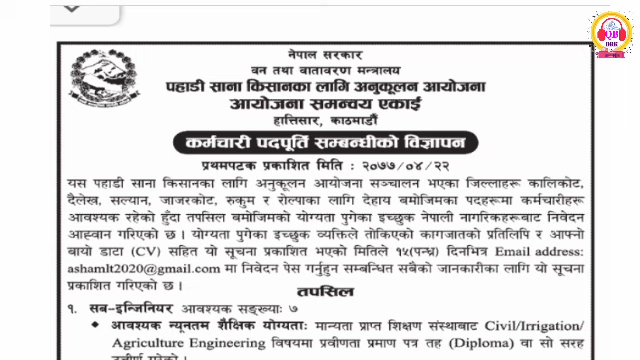 नेपाल सरकार
वन तथा वातावरण मन्त्रालय
पहाडी साना किसानका लागि अनुकूलन आयोजना
आयोजना समन्वय एकाई
हात्तिसार, काठमाडौं
कर्मचारी पदपूर्ति सम्बन्धीको विज्ञापन
प्रथमपटक प्रकाशित मिति : २०७७/०४/२२
यस पहाडी साना किसानका लागि अनुकूलन आयोजना सञ्चालन भएका जिल्लाहरू कालिकोट,
दैलेख, सल्यान, जाजरकोट, रुकुम र रोल्पाका लागि देहाय बमोजिमका पदहरूमा कर्मचारीहरू
आवश्यक रहेको हुँदा तपसिल बमोजिमको योग्यता पुगेका इच्छुक नेपाली नागरिकहरूबाट निवेदन
आह्वान गरिएको छ । योग्यता पुगेका इच्छुक व्यक्तिले तोकिएको कागजातको प्रतिलिपि र आफ्नो
बायो डाटा (CV) सहित यो सूचना प्रकाशित भएको मितिले १५(पन्ध्र) दिनभित्र Email address:
ashamlt2020@gmail.com मा निवेदन पेस गर्नुहुन सम्बन्धित सबैको जानकारीका लागि यो सूचना
प्रकाशित गरिएको छ ।
तपसिल
१. सब-इन्जिनियर आवश्यक सङ्ख्याः ७
◆ आवश्यक न्यूनतम शैक्षिक योग्यताः मान्यता प्राप्त शिक्षण संस्थाबाट Civil/Irrigation/
Agriculture Engineering विषयमा प्रवीणता प्रमाण पत्र तह (Diploma) वा सो सरह
उत्तीर्ण गरेको ।